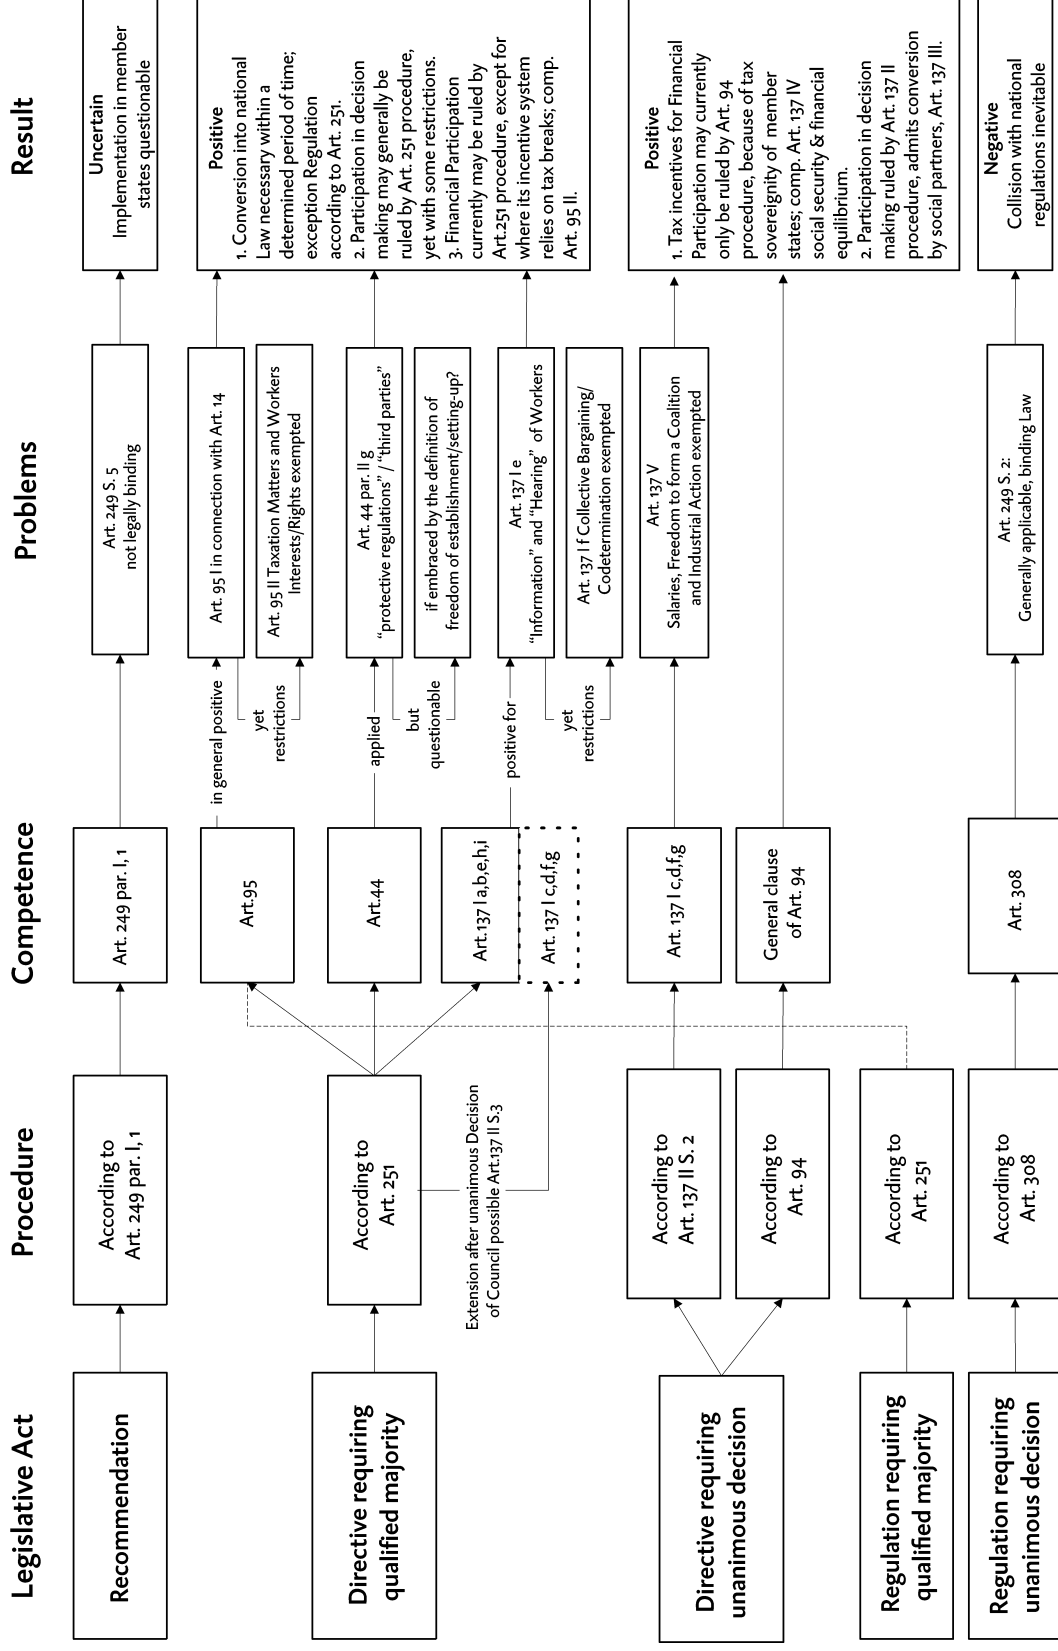 Legislative Act
Procedure
Competence
Problems
Result
Recommendation
According to
Art. 249 par. I, 1
Art. 249 par. I, 1
Art. 249 S. 5
not legally binding
Uncertain
Implementation in member
states questionable
Directive requiring
qualified majority
According to
Art. 251
Extension after unanimous Decision
of Council possible Art.137 II S.3
Art.95
in general positive
yet
restrictions
Art. 95 I in connection with Art. 14
Art. 95 II Taxation Matters and Workers
Interests/Rights exempted
Art.44
applied
but
questionable
Art. 44 par. II g
“protective regulations” / “third parties”
if embraced by the definition of
freedom of establishment/setting-up?
Art.137 I a,b,e,h,i
Art. 137 I c,d,f,g
positive for
yet
restrictions
Art. 137 I e
“Information” and “Hearing” of Workers
Art. 137 I f Collective Bargaining/
Codetermination exempted
Positive
1. Conversion into national
Law necessary within a
determined period of time;
exception Regulation
according to Art. 251.
2. Participation in decision
making may generally be
ruled by Art. 251 procedure,
yet with some restrictions.
3. Financial Participation
currently may be ruled by
Art.251 procedure, except for
where its incentive system
relies on tax breaks; comp.
Art. 95 II.
Directive requiring
unanimous decision
According to
Art. 137 II S. 2
Art. 137 I c,d,f,g
Art. 137 V
Salaries, Freedom to form a Coalition
and Industrial Action exempted
According to
Art. 94
General clause
of Art. 94
Positive
1. Tax incentives for Financial
Participation may currently
only be ruled by Art. 94
procedure, because of tax
sovereignity of member
states; comp. Art. 137 IV
social security & financial
equilibrium.
2. Participation in decision
making ruled by Art. 137 II
procedure, admits conversion
by social partners, Art. 137 III.
Regulation requiring
qualified majority
According to
Art. 251
Regulation requiring
unanimous decision
According to
Art. 308
Art. 308
Art. 249 S. 2:
Generally applicable, binding Law
Negative
Collision with national
regulations inevitable